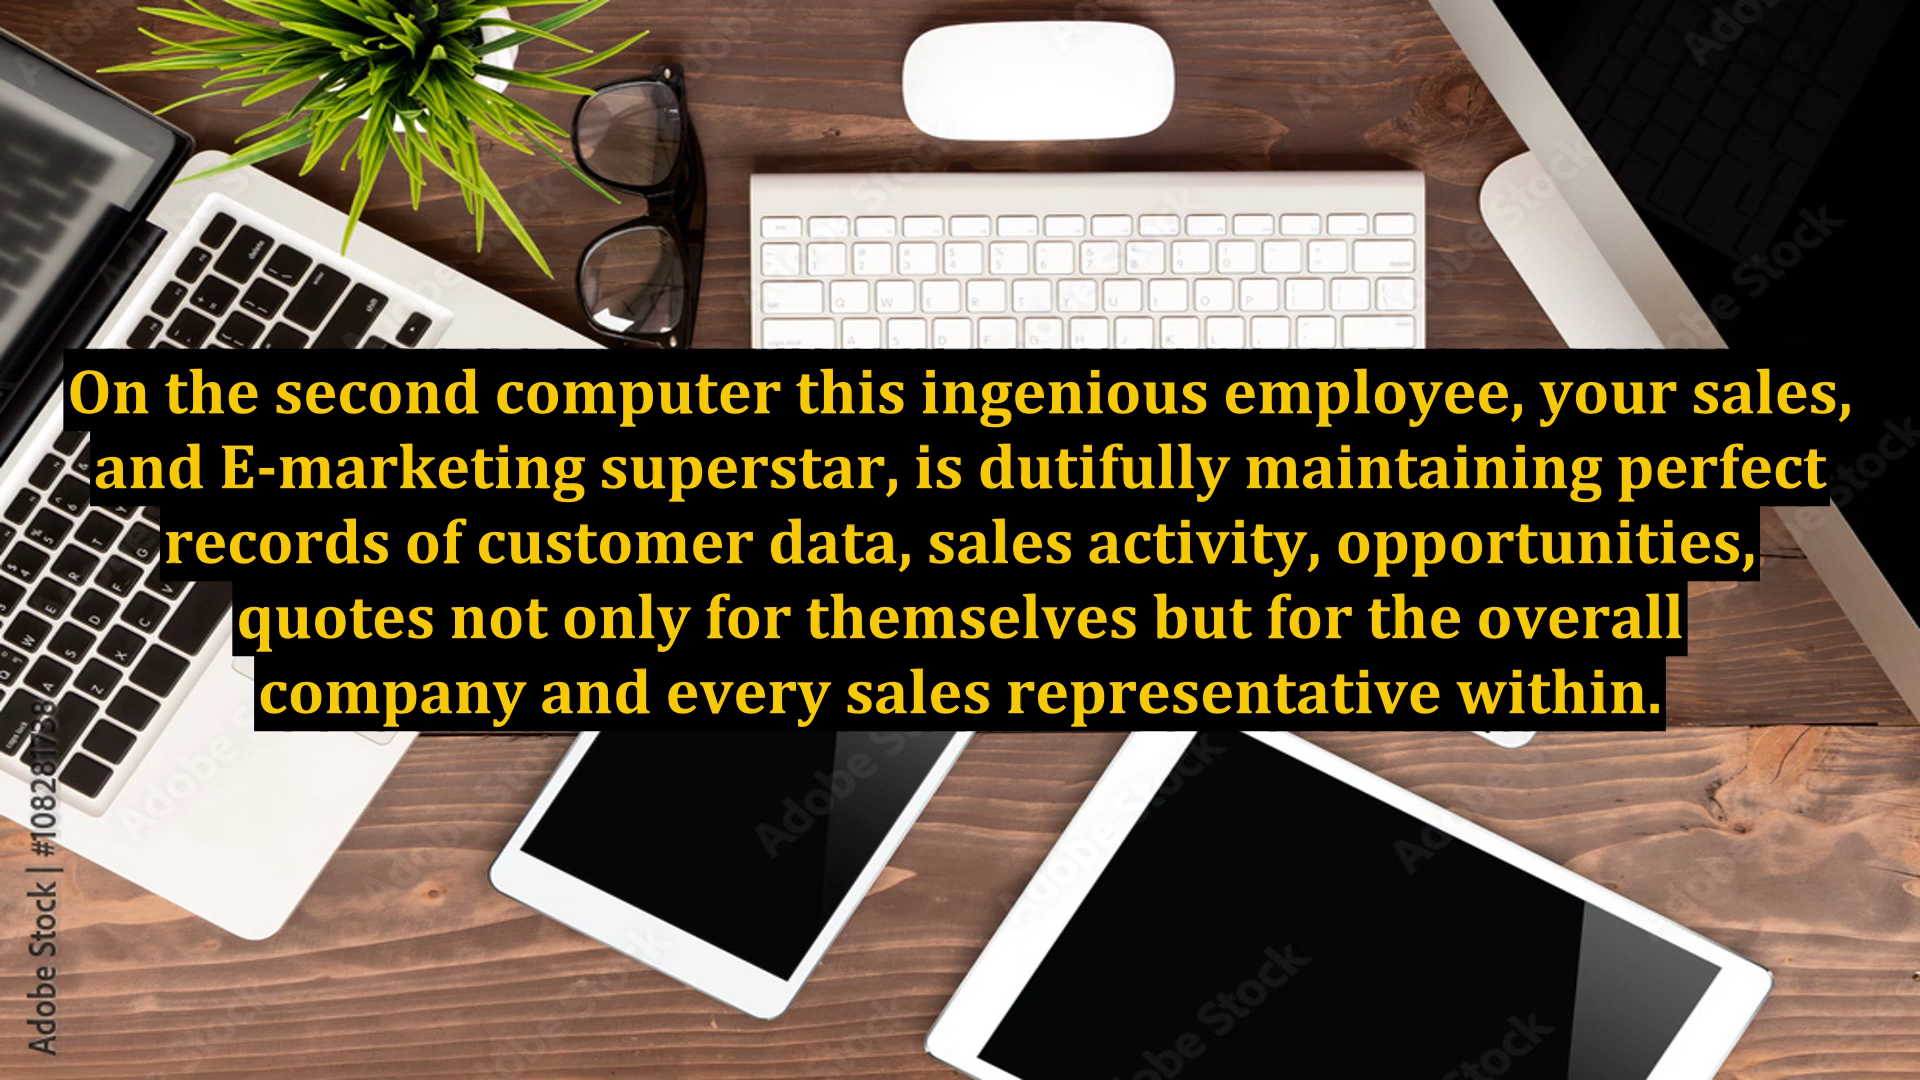 On the second computer this ingenious employee, your sales,
and E-marketing superstar, is dutifully maintaining perfect
records of customer data, sales activity, opportunities,
quotes not only for themselves but for the overall
company and every sales representative within.
Adobe Stock | #108281738